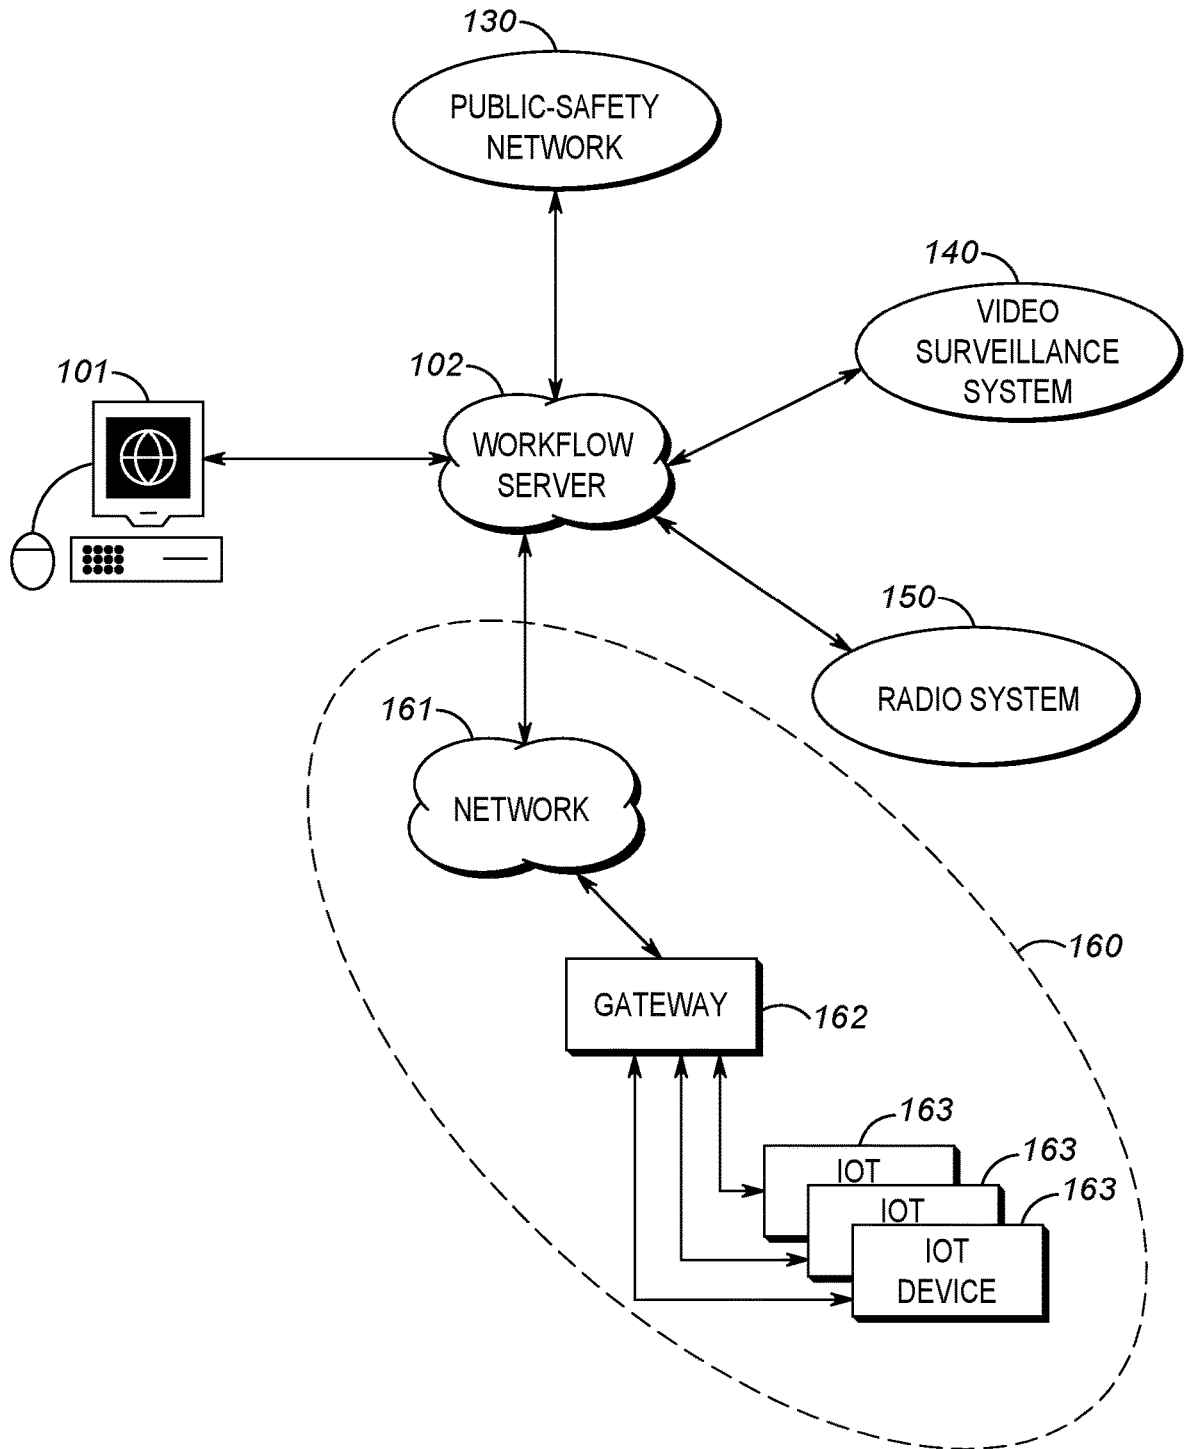 130
PUBLIC-SAFETY
NETWORK
140
VIDEO
SURVEILLANCE
SYSTEM
101
102
WORKFLOW
SERVER
150
RADIO SYSTEM
161
NETWORK
160
GATEWAY
162
163
IOT
163
IOT
163
IOT
DEVICE